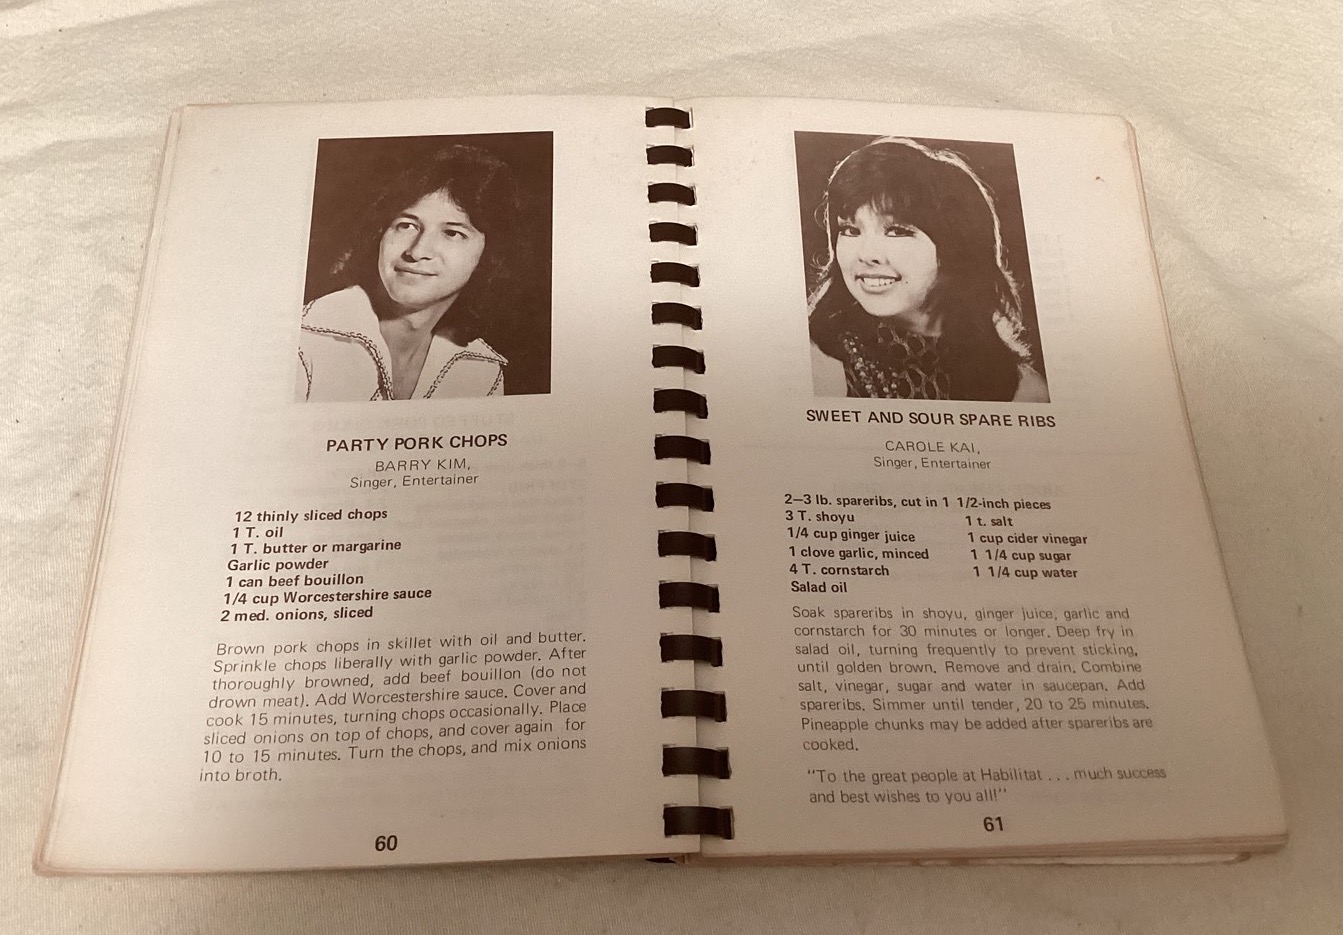 PARTY PORK CHOPS
BARRY KIM,
Singer, Entertainer
12 thinly sliced chops
1 T. oil
1 T. butter or margarine
Garlic powder
1 can beef bouillon
1/4 cup Worcestershire sauce
2 med. onions, sliced
Brown pork chops in skillet with oil and butter.
Sprinkle chops liberally with garlic powder. After
thoroughly browned, add beef bouillon (do not
drown meat). Add Worcestershire sauce. Cover and
cook 15 minutes, turning chops occasionally. Place
sliced onions on top of chops, and cover again for
10 to 15 minutes. Turn the chops, and mix onions
into broth.
60
SWEET AND SOUR SPARE RIBS
CAROLE KAI,
Singer, Entertainer
2–3 lb. spareribs, cut in 1 1/2-inch pieces
3 T. shoyu
1/4 cup ginger juice
1 clove garlic, minced
4 T. cornstarch
Salad oil
1 t. salt
1 cup cider vinegar
1 1/4 cup sugar
1 1/4 cup water
Soak spareribs in shoyu, ginger juice, garlic and
cornstarch for 30 minutes or longer. Deep fry in
salad oil, turning frequently to prevent sticking,
until golden brown. Remove and drain. Combine
salt, vinegar, sugar and water in saucepan. Add
spareribs. Simmer until tender, 20 to 25 minutes.
Pineapple chunks may be added after spareribs are
cooked.
"To the great people at Habilitat . . . much success
and best wishes to you all!"
61